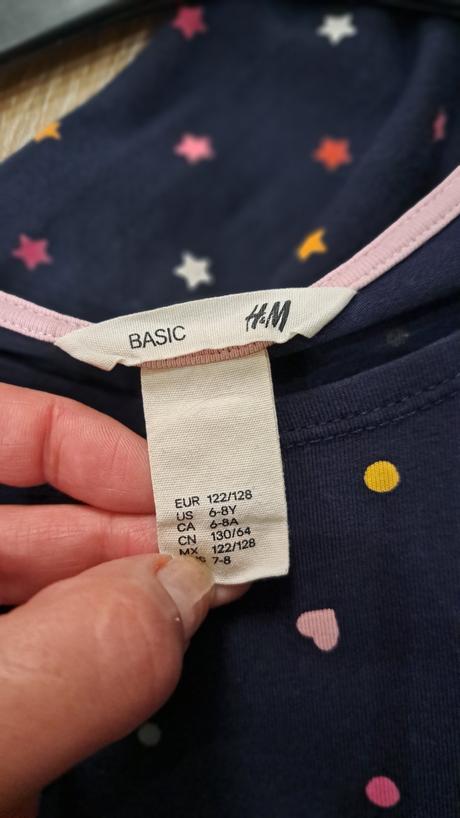 BASIC H&M
EUR 122/128
US 6-8Y
CA 6-8A
CN 130/64
MX 122/128
7-8